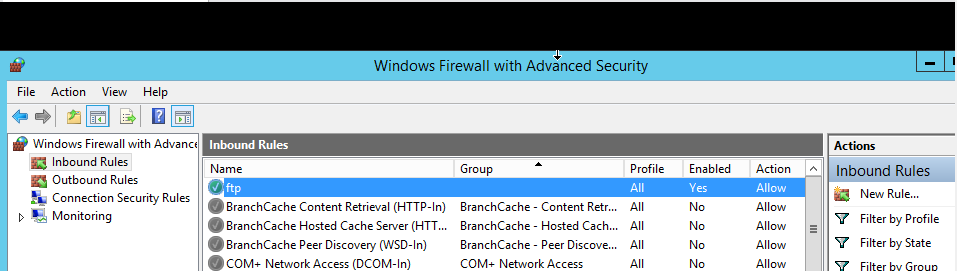 Windows Firewall with Advanced Security
File Action View Help
Windows Firewall with Advance
Inbound Rules
Outbound Rules
Connection Security Rules
Monitoring
Inbound Rules
Name Group Profile Enabled Action
ftp All Yes Allow
BranchCache Content Retrieval (HTTP-In) BranchCache - Content Retr... All No Allow
BranchCache Hosted Cache Server (HTT... BranchCache - Hosted Cach... All No Allow
BranchCache Peer Discovery (WSD-In) BranchCache - Peer Discove... All No Allow
COM+ Network Access (DCOM-In) COM+ Network Access All No Allow
Actions
Inbound Rules
New Rule...
Filter by Profile
Filter by State
Filter by Group